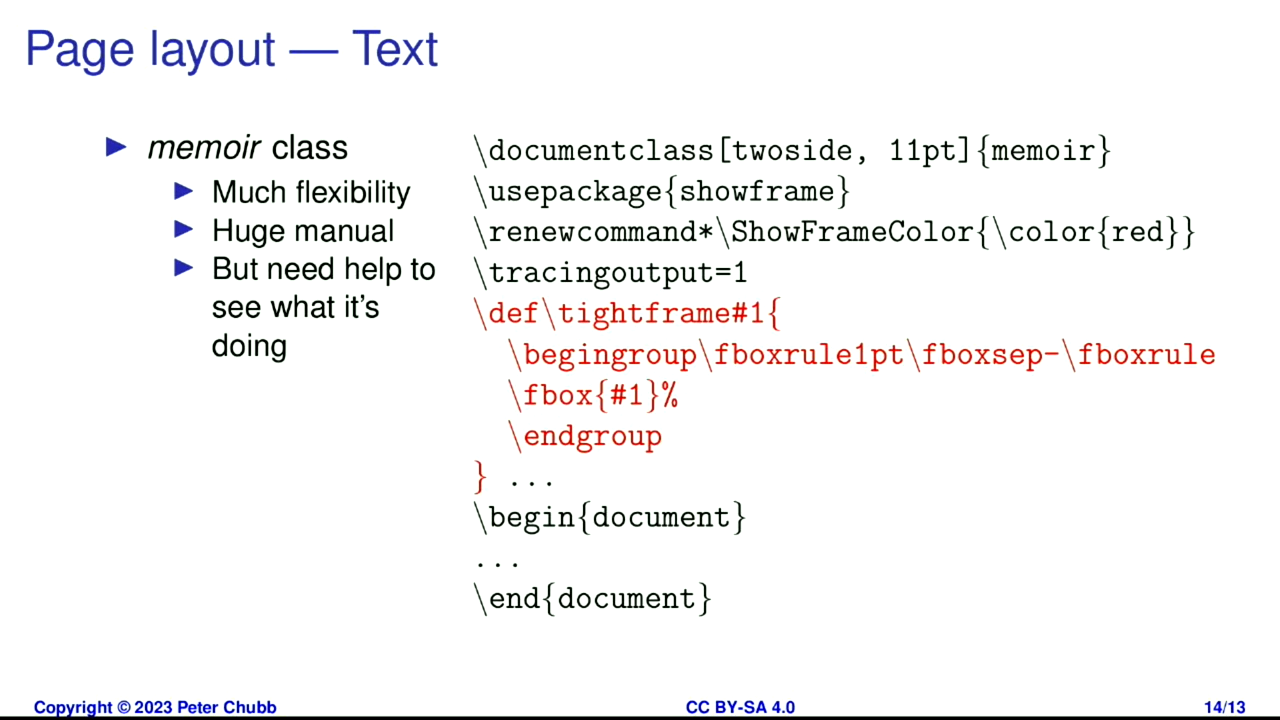 Page layout — Text
▶ memoir class
▶ Much flexibility
▶ Huge manual
▶ But need help to
see what it's
doing
\documentclass[twoside, 11pt]{memoir}
\usepackage{showframe}
\renewcommand*\ShowFrameColor{\color{red}}
\tracingoutput=1
\def\tightframe#1{
\begingroup\fboxrule1pt\fboxsep-\fboxrule
\fbox{#1}%
\endgroup
} ...
\begin{document}
...
\end{document}
Copyright © 2023 Peter Chubb
CC BY-SA 4.0
14/13